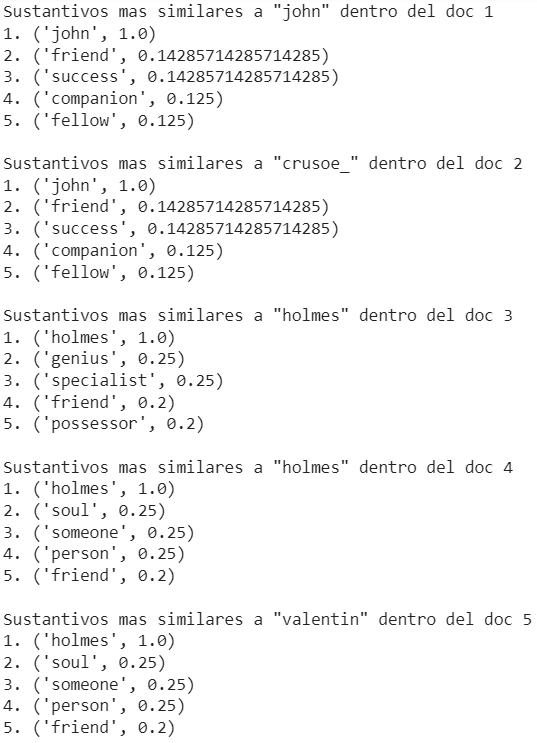 Sustantivos mas similares a "john" dentro del doc 1
1. ('john', 1.0)
2. ('friend', 0.14285714285714285)
3. ('success', 0.14285714285714285)
4. ('companion', 0.125)
5. ('fellow', 0.125)
Sustantivos mas similares a "crusoe_" dentro del doc 2
1. ('john', 1.0)
2. ('friend', 0.14285714285714285)
3. ('success', 0.14285714285714285)
4. ('companion', 0.125)
5. ('fellow', 0.125)
Sustantivos mas similares a "holmes" dentro del doc 3
1. ('holmes', 1.0)
2. ('genius', 0.25)
3. ('specialist', 0.25)
4. ('friend', 0.2)
5. ('possessor', 0.2)
Sustantivos mas similares a "holmes" dentro del doc 4
1. ('holmes', 1.0)
2. ('soul', 0.25)
3. ('someone', 0.25)
4. ('person', 0.25)
5. ('friend', 0.2)
Sustantivos mas similares a "valentin" dentro del doc 5
1. ('holmes', 1.0)
2. ('soul', 0.25)
3. ('someone', 0.25)
4. ('person', 0.25)
5. ('friend', 0.2)